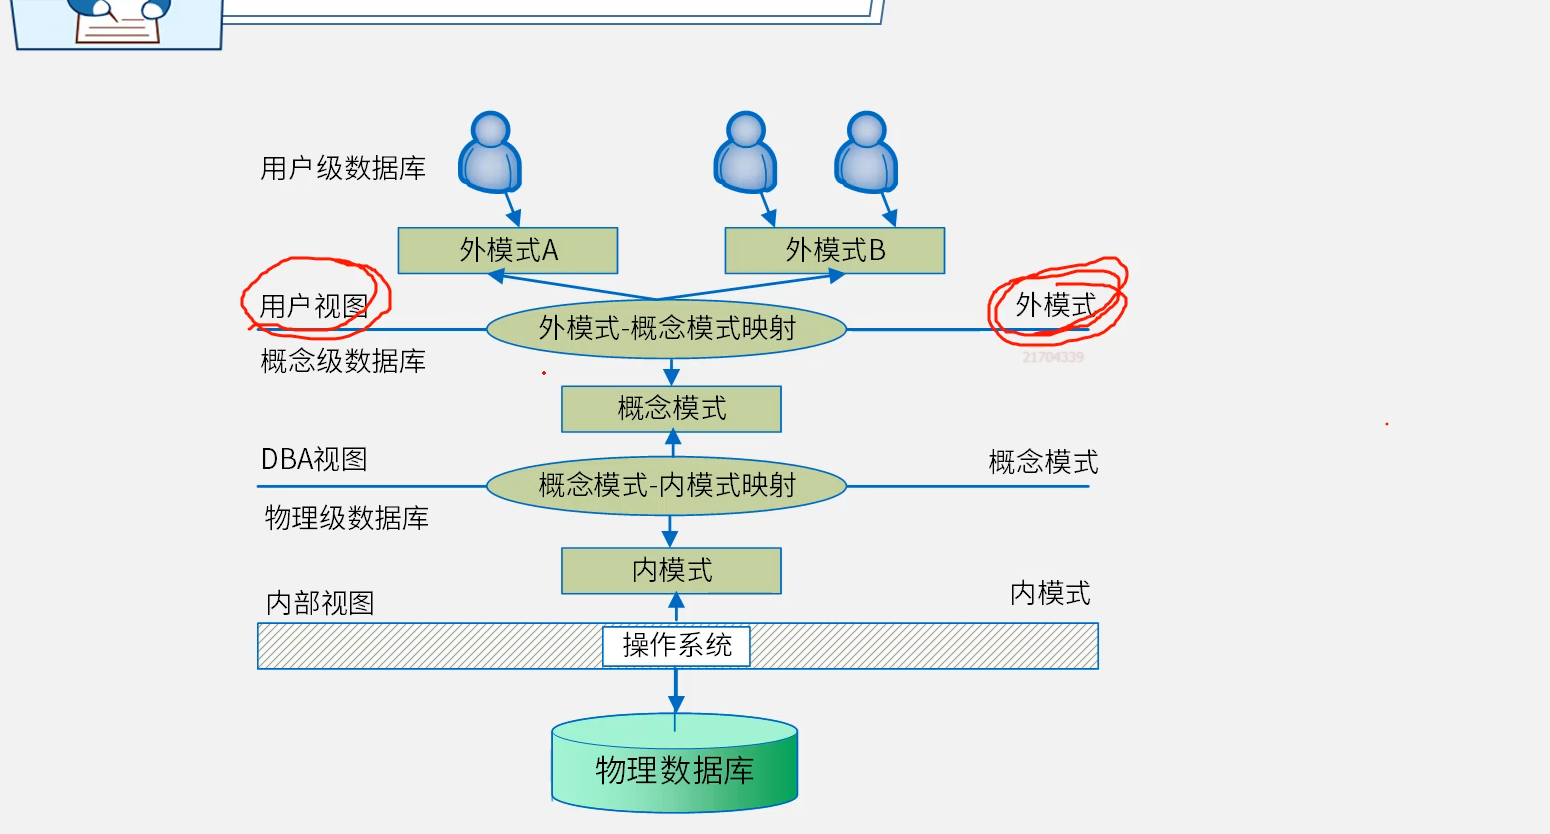 用户级数据库
外模式A
外模式B
用户视图
外模式-概念模式映射
外模式
概念级数据库
21704339
概念模式
DBA视图
概念模式-内模式映射
概念模式
物理级数据库
内模式
内部视图
内模式
操作系统
物理数据库